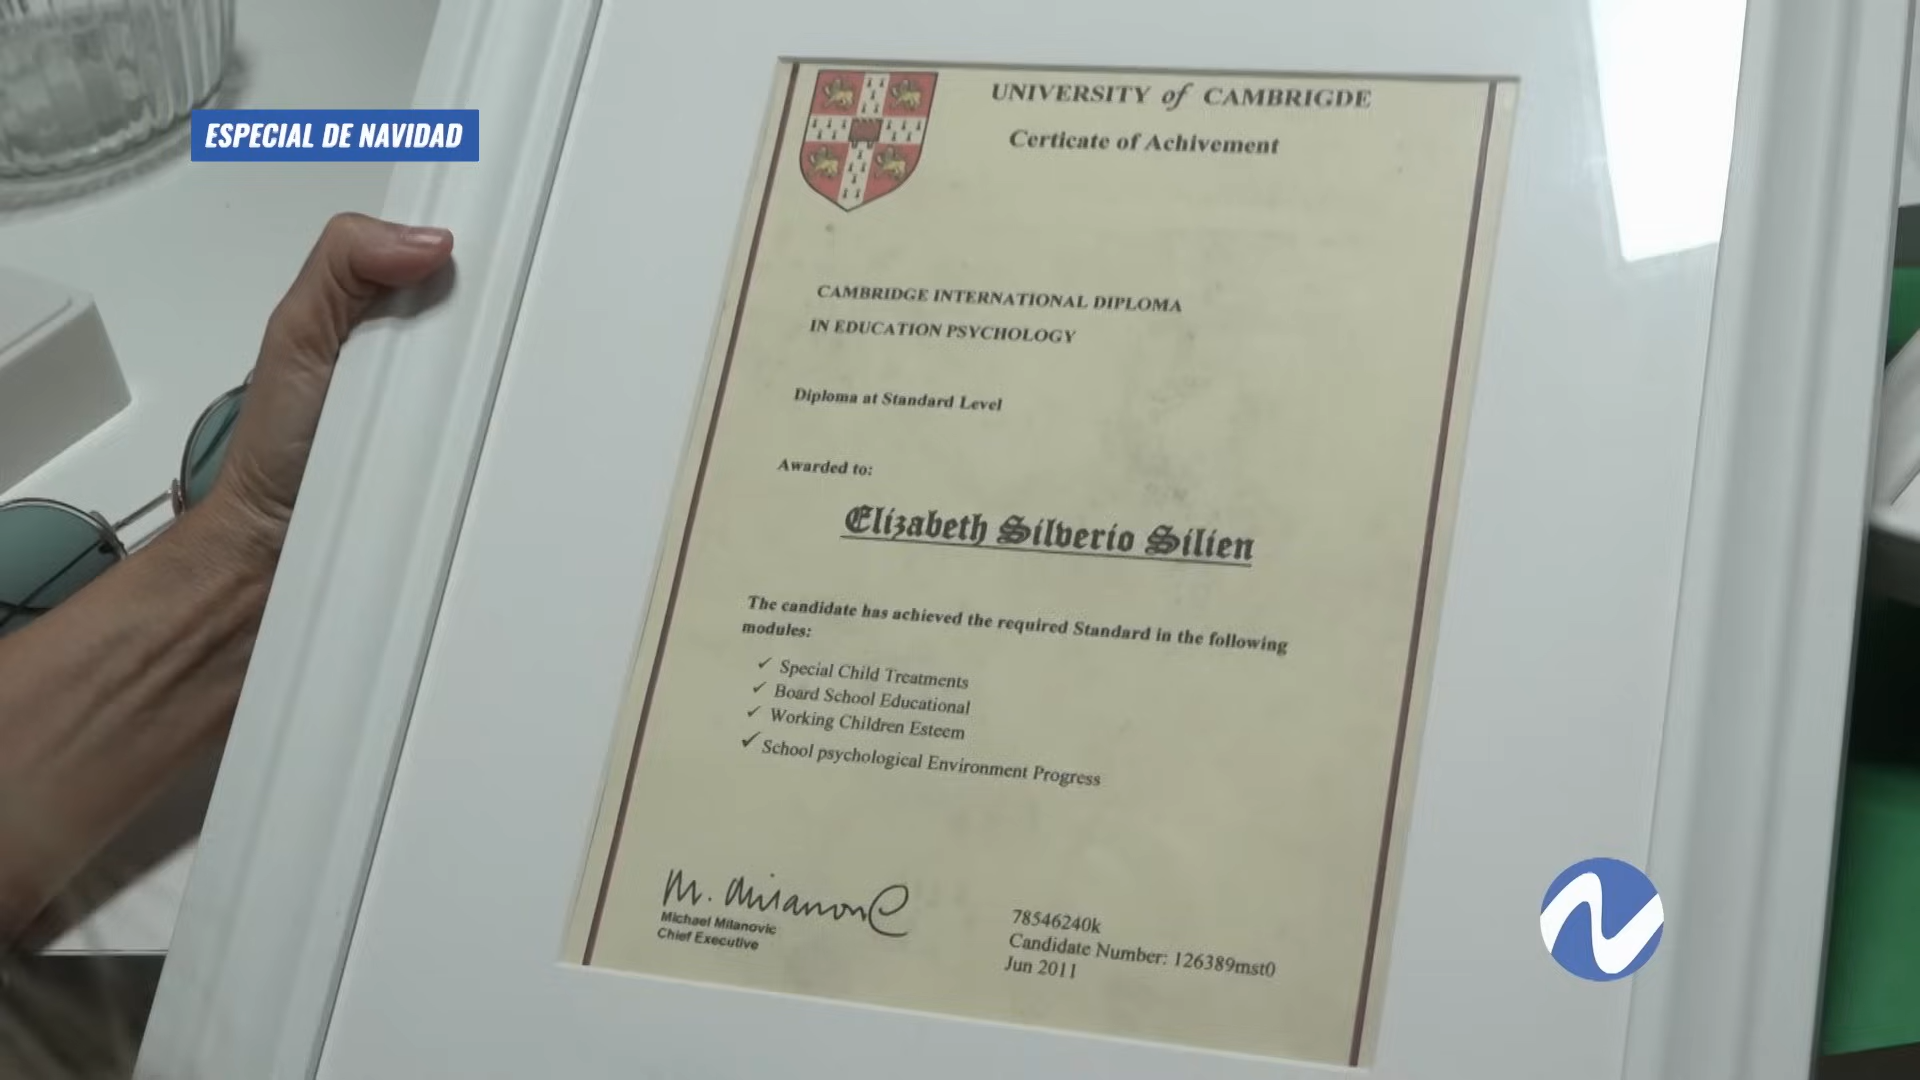 ESPECIAL DE NAVIDAD
UNIVERSITY of CAMBRIGDE
Certicate of Achivement
CAMBRIDGE INTERNATIONAL DIPLOMA
IN EDUCATION PSYCHOLOGY
Diploma at Standard Level
Awarded to:
Elizabeth Silverio Silien
The candidate has achieved the required Standard in the following
modules:
✓ Special Child Treatments
✓ Board School Educational
✓ Working Children Esteem
✓ School psychological Environment Progress
M. Milanovic
Michael Milanovic
Chief Executive
78546240k
Candidate Number: 126389mst0
Jun 2011